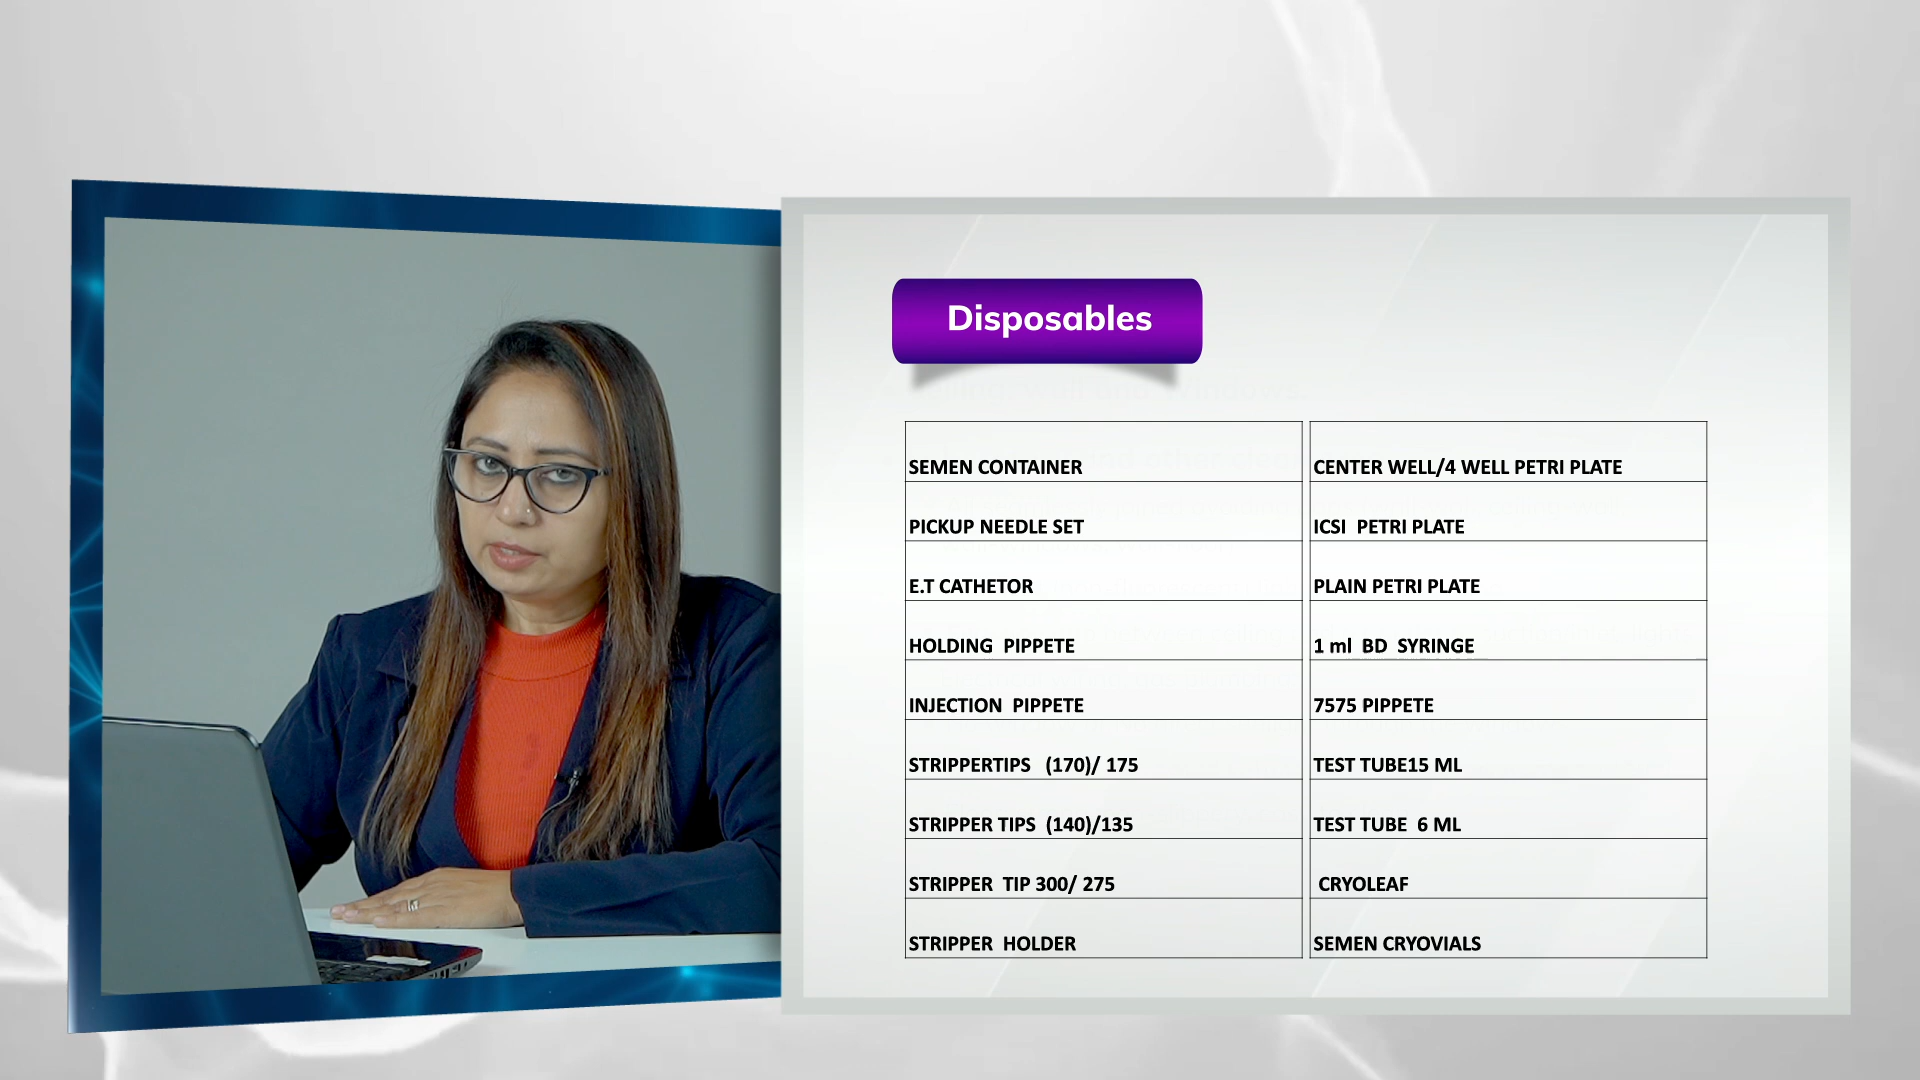 Disposables
SEMEN CONTAINER
CENTER WELL/4 WELL PETRI PLATE
PICKUP NEEDLE SET
ICSI  PETRI PLATE
E.T CATHETOR
PLAIN PETRI PLATE
HOLDING  PIPPETE
1 ml  BD  SYRINGE
INJECTION  PIPPETE
7575 PIPPETE
STRIPPERTIPS   (170)/ 175
TEST TUBE15 ML
STRIPPER TIPS  (140)/135
TEST TUBE  6 ML
STRIPPER  TIP 300/ 275
CRYOLEAF
STRIPPER  HOLDER
SEMEN CRYOVIALS